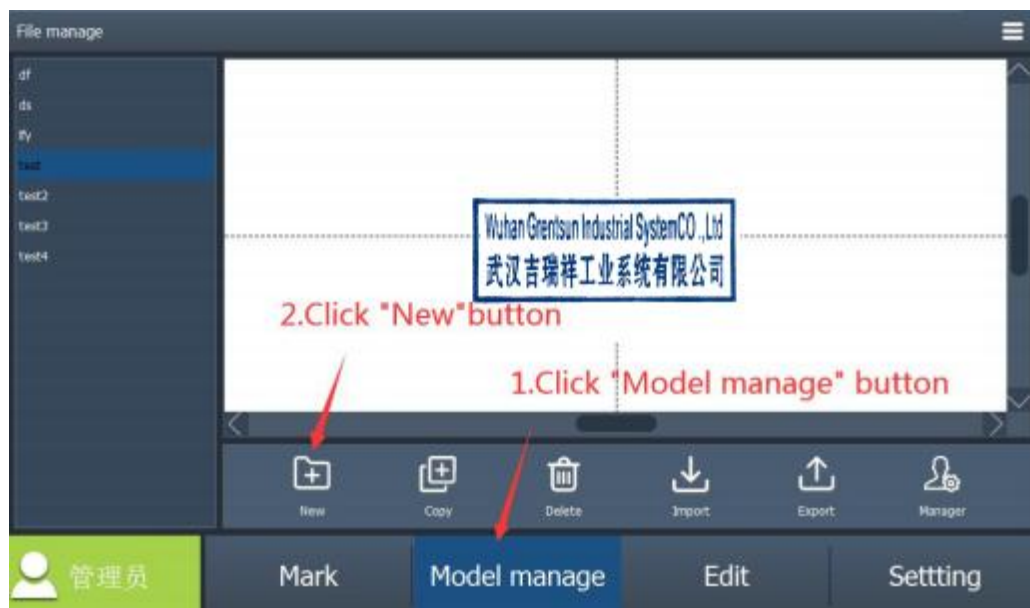 File manage
df
ds
lfy
test
test2
test3
test4
Wuhan Grentsun Industrial SystemCO .,Ltd
武汉吉瑞祥工业系统有限公司
2.Click "New"button
1.Click "Model manage" button
New
Copy
Delete
Import
Export
Manager
管理员
Mark
Model manage
Edit
Settting